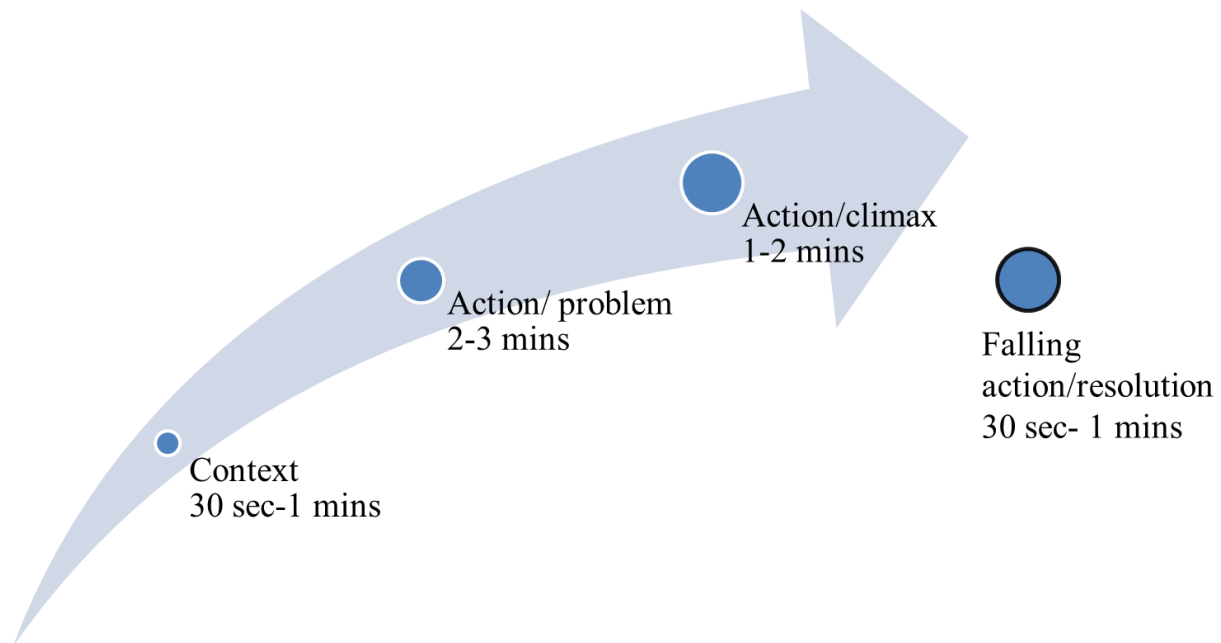 Context
30 sec-1 mins
Action/ problem
2-3 mins
Action/climax
1-2 mins
Falling
action/resolution
30 sec- 1 mins